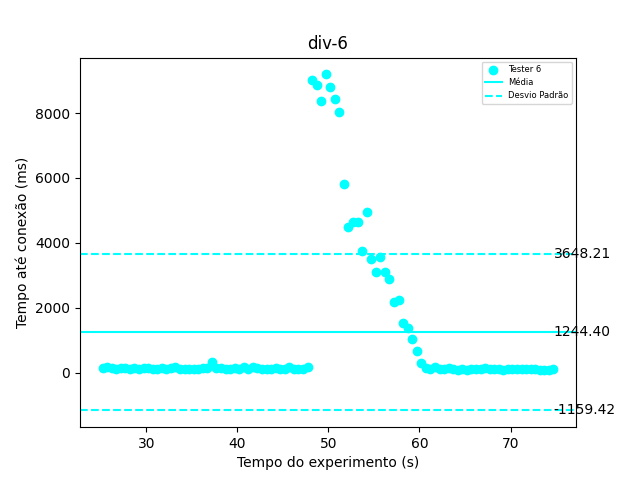 div-6
Tester 6
Média
Desvio Padrão
8000
6000
4000
2000
0
3648.21
1244.40
-1159.42
30 40 50 60 70
Tempo até conexão (ms)
Tempo do experimento (s)